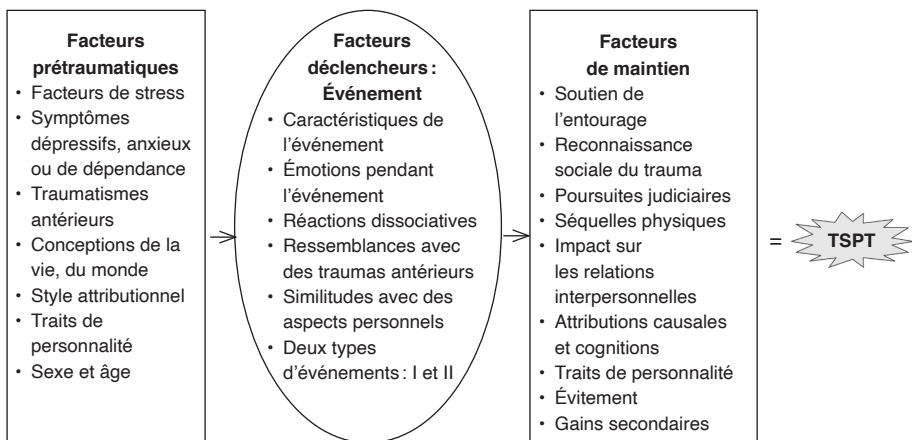 Facteurs
prétraumatiques
• Facteurs de stress
• Symptômes
dépressifs, anxieux
ou de dépendance
• Traumatismes
antérieurs
• Conceptions de la
vie, du monde
• Style attributionnel
• Traits de
personnalité
• Sexe et âge
Facteurs
déclencheurs :
Événement
• Caractéristiques de
l'événement
• Émotions pendant
l'événement
• Réactions dissociatives
• Ressemblances avec
des traumas antérieurs
• Similitudes avec des
aspects personnels
• Deux types
d'événements : I et II
Facteurs
de maintien
• Soutien de
l'entourage
• Reconnaissance
sociale du trauma
• Poursuites judiciaires
• Séquelles physiques
• Impact sur
les relations
interpersonnelles
• Attributions causales
et cognitions
• Traits de personnalité
• Évitement
• Gains secondaires
= TSPT